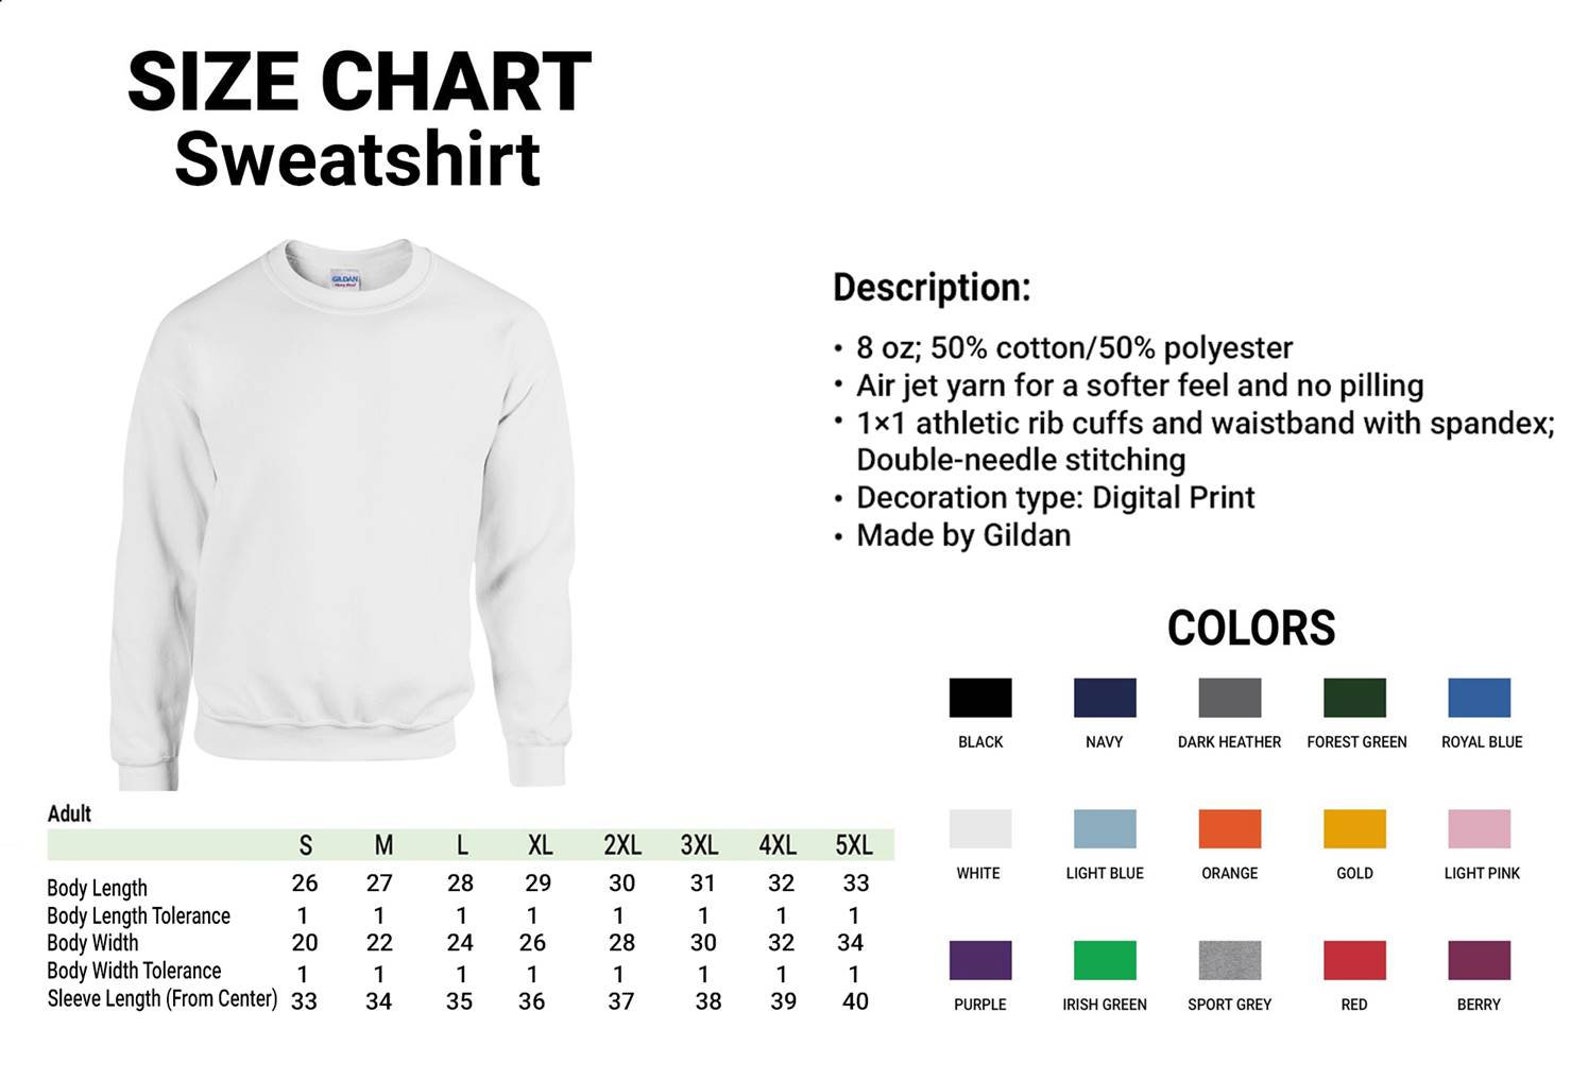 SIZE CHART
Sweatshirt
GILDAN
Description:
• 8 oz; 50% cotton/50% polyester
• Air jet yarn for a softer feel and no pilling
• 1×1 athletic rib cuffs and waistband with spandex;
Double-needle stitching
• Decoration type: Digital Print
• Made by Gildan
COLORS
BLACK NAVY DARK HEATHER FOREST GREEN ROYAL BLUE
WHITE LIGHT BLUE ORANGE GOLD LIGHT PINK
PURPLE IRISH GREEN SPORT GREY RED BERRY
Adult
S M L XL 2XL 3XL 4XL 5XL
Body Length 26 27 28 29 30 31 32 33
Body Length Tolerance 1 1 1 1 1 1 1 1
Body Width 20 22 24 26 28 30 32 34
Body Width Tolerance 1 1 1 1 1 1 1 1
Sleeve Length (From Center) 33 34 35 36 37 38 39 40